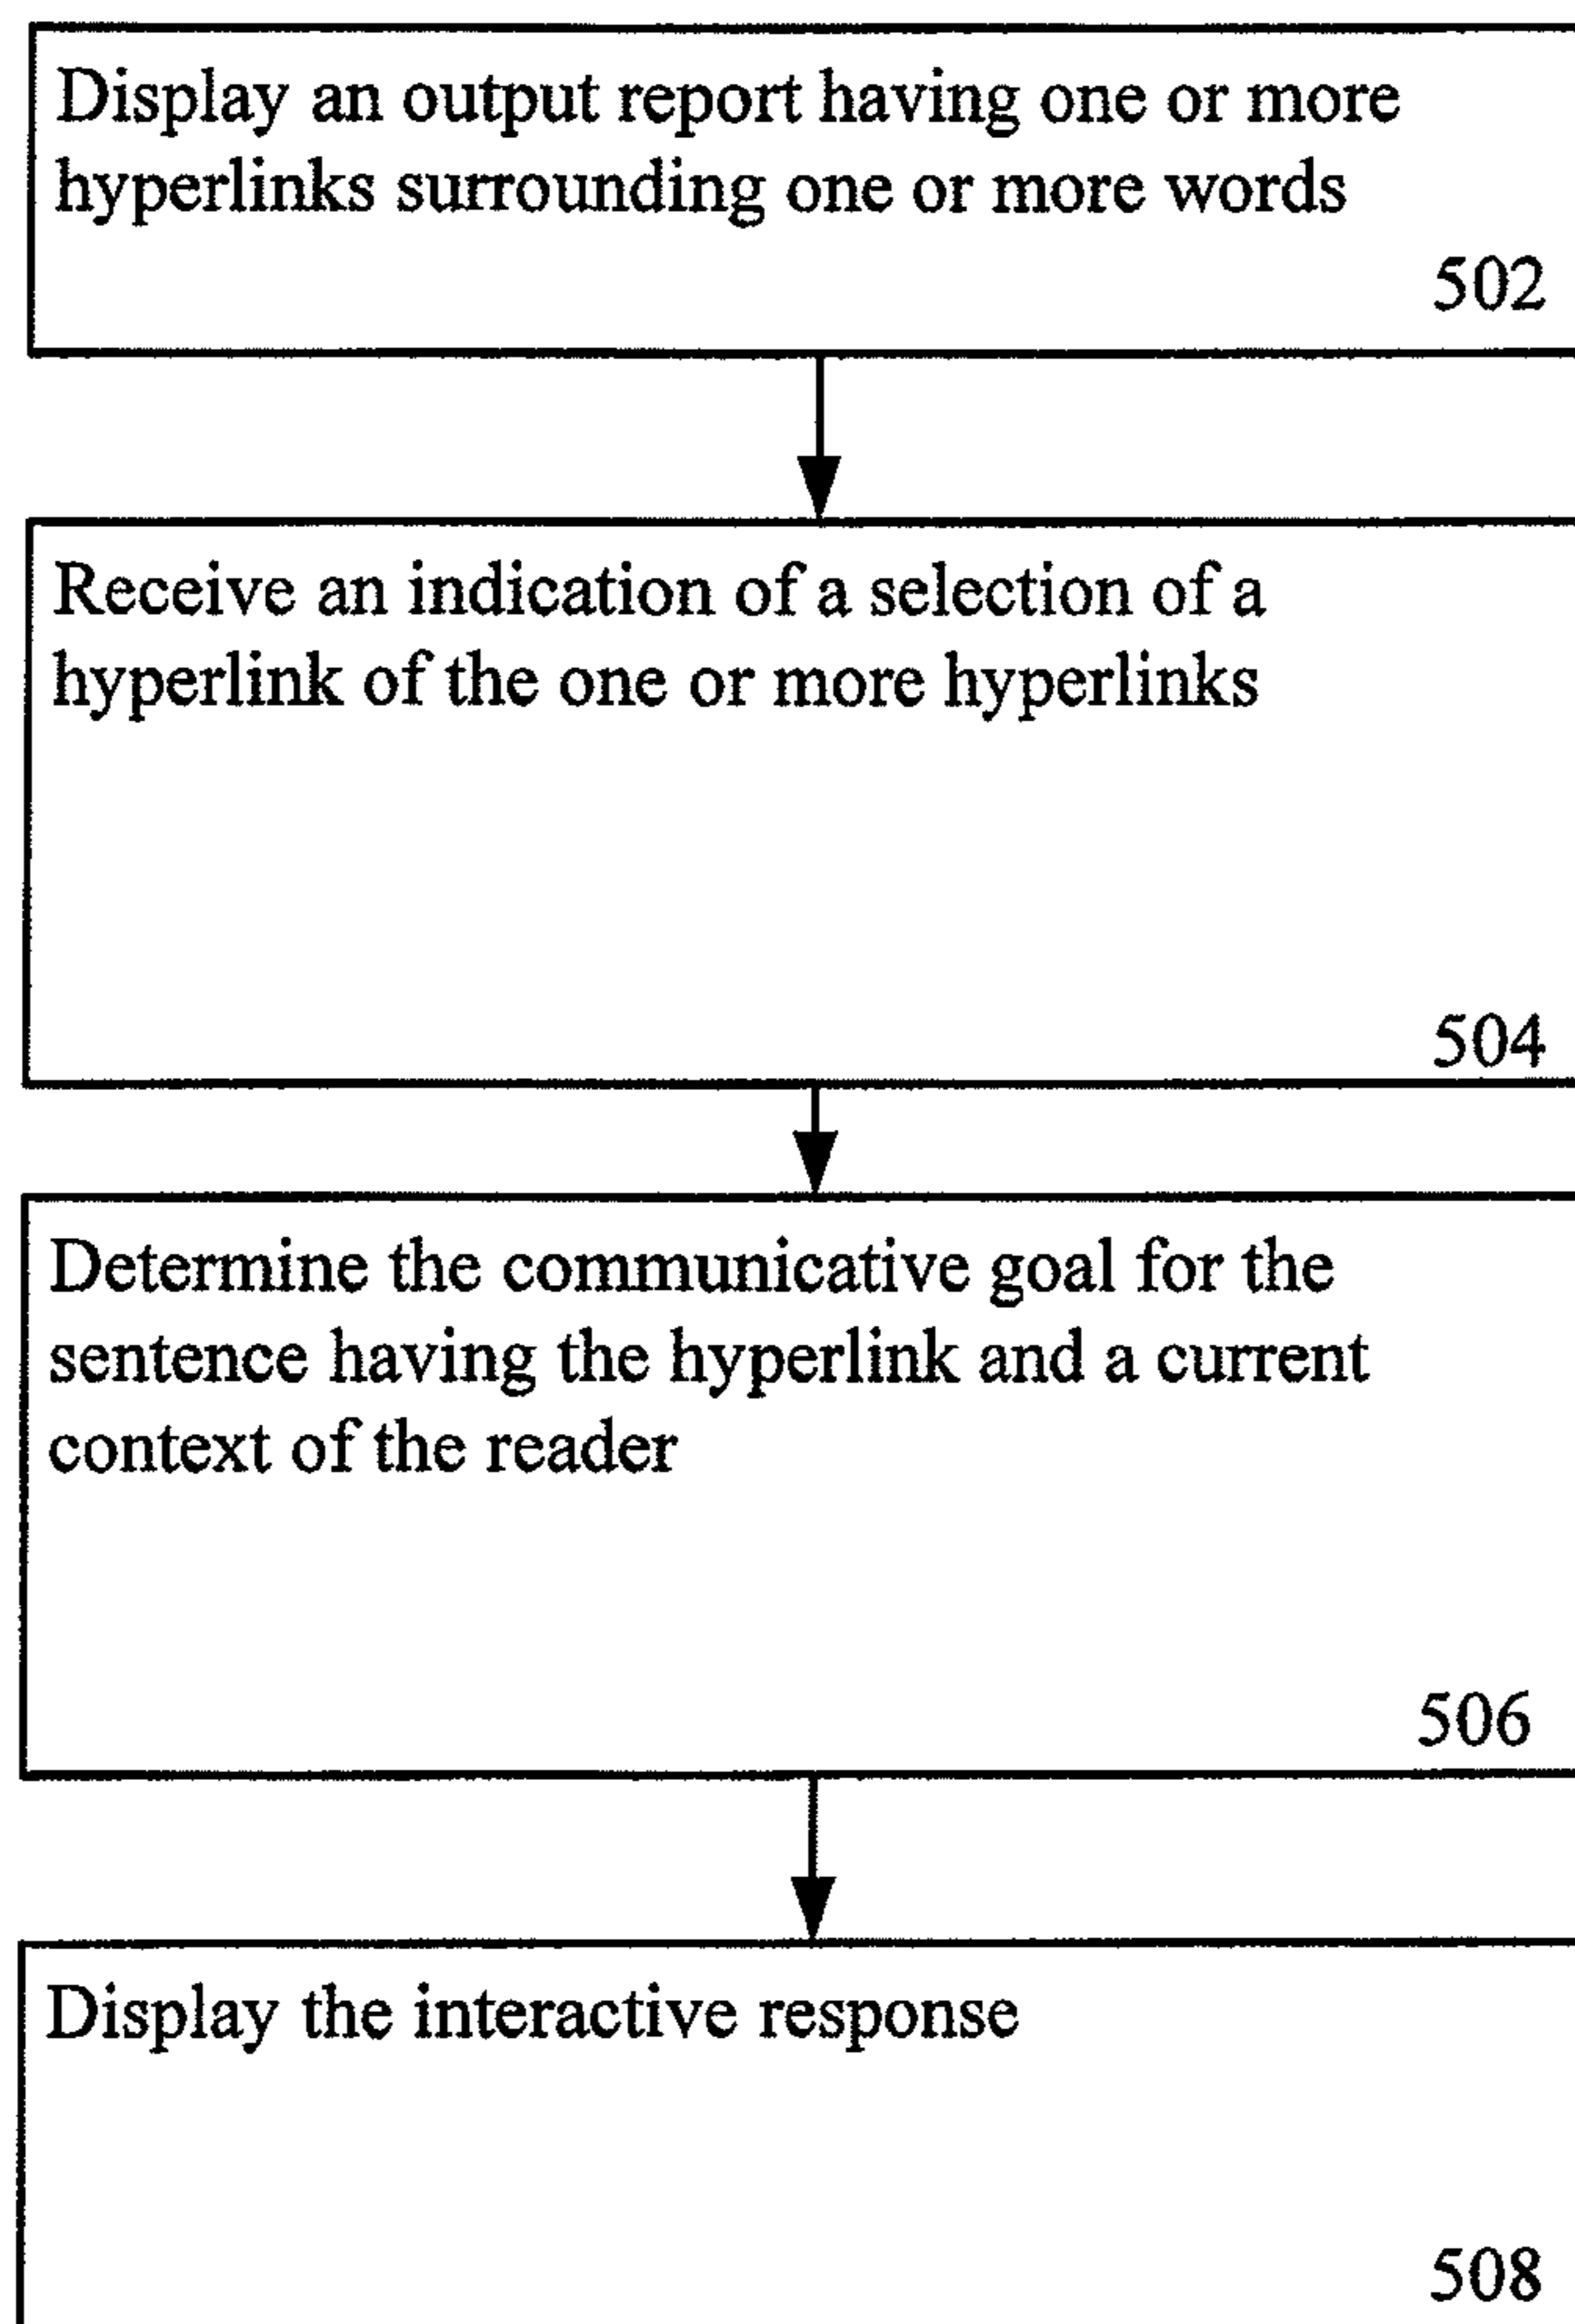 Display an output report having one or more
hyperlinks surrounding one or more words
502
Receive an indication of a selection of a
hyperlink of the one or more hyperlinks
504
Determine the communicative goal for the
sentence having the hyperlink and a current
context of the reader
506
Display the interactive response
508